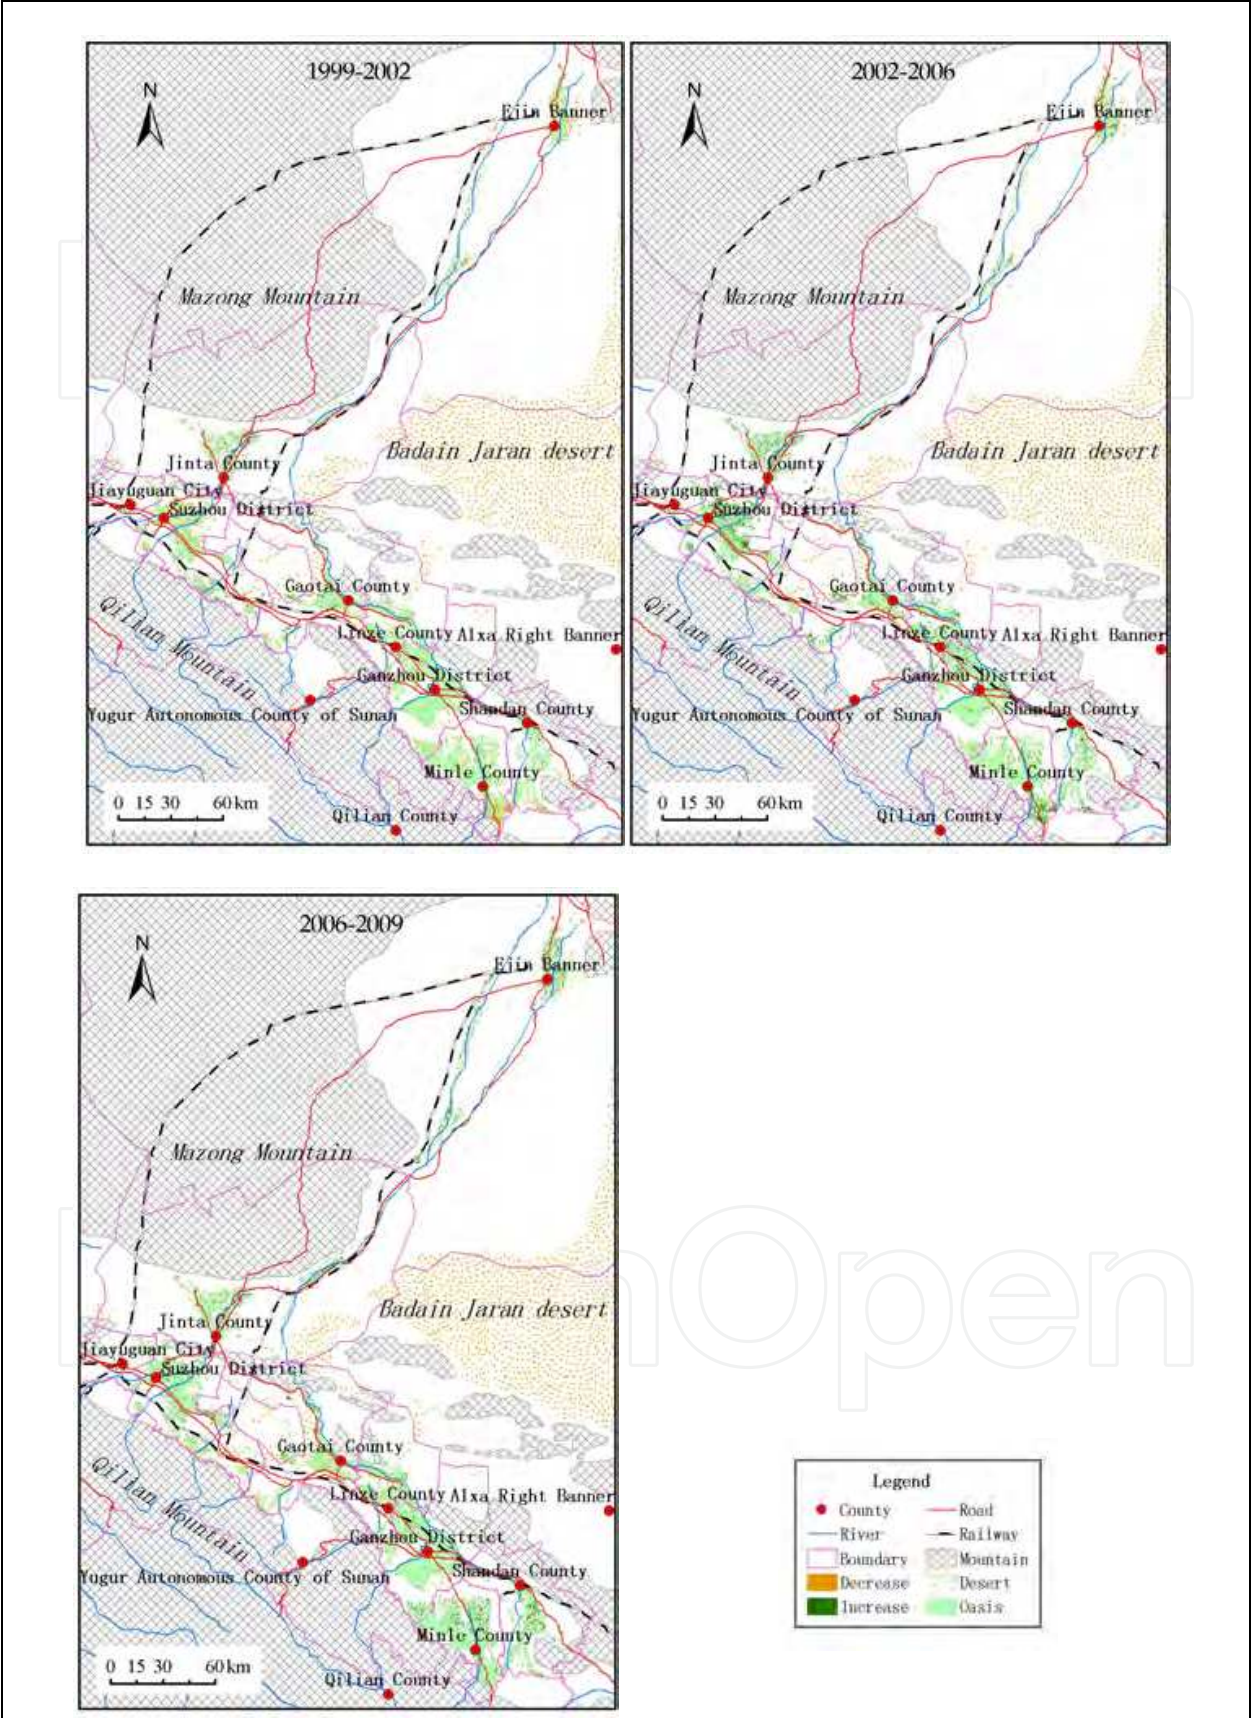 1999-2002
N
Ejin Banner
Mazong Mountain
Badain Jaran desert
Jinta County
Jiayuguan City
Suzhou District
Gaotai County
Qilian Mountain
Linze County
Alxa Right Banner
Ganzhou District
Yugur Autonomous County of Sunan
Shandan County
Minle County
0 15 30 60km
Qilian County
2002-2006
N
Ejin Banner
Mazong Mountain
Badain Jaran desert
Jinta County
Jiayuguan City
Suzhou District
Gaotai County
Qilian Mountain
Linze County
Alxa Right Banner
Ganzhou District
Yugur Autonomous County of Sunan
Shandan County
Minle County
0 15 30 60km
Qilian County
2006-2009
N
Ejin Banner
Mazong Mountain
Badain Jaran desert
Jinta County
Jiayuguan City
Suzhou District
Gaotai County
Qilian Mountain
Linze County
Alxa Right Banner
Ganzhou District
Yugur Autonomous County of Sunan
Shandan County
Minle County
0 15 30 60km
Qilian County
Legend
County
Road
River
Railway
Boundary
Mountain
Decrease
Desert
Increase
Oasis
Open